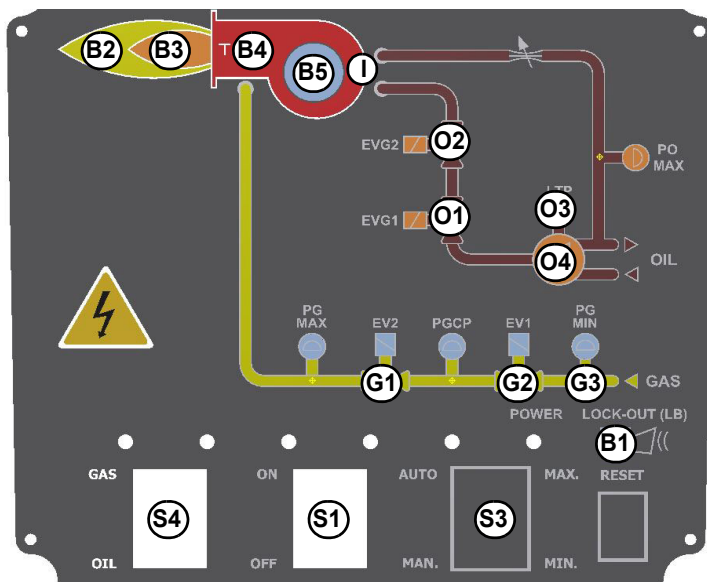 B2 B3 T B4 B5 I
EVG2 O2
PO
MAX
LTP
EVG1 O1 O3
O4 OIL
PG
MAX
EV2
PGCP
EV1
PG
MIN
G1 G2 G3 GAS
POWER LOCK-OUT (LB)
B1
GAS ON AUTO MAX. RESET
S4 S1 S3
OIL OFF MAN. MIN.